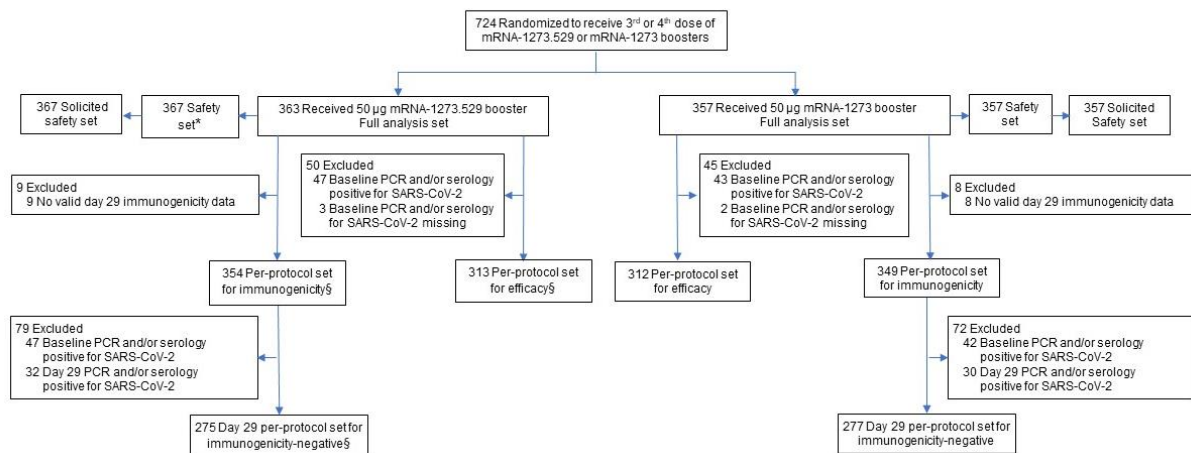 724 Randomized to receive 3rd or 4th dose of
mRNA-1273.529 or mRNA-1273 boosters
367 Solicited
safety set
367 Safety
set*
363 Received 50 µg mRNA-1273.529 booster
Full analysis set
357 Received 50 µg mRNA-1273 booster
Full analysis set
357 Safety
set
357 Solicited
Safety set
9 Excluded
9 No valid day 29 immunogenicity data
50 Excluded
47 Baseline PCR and/or serology
positive for SARS-CoV-2
3 Baseline PCR and/or serology
for SARS-CoV-2 missing
45 Excluded
43 Baseline PCR and/or serology
positive for SARS-CoV-2
2 Baseline PCR and/or serology
for SARS-CoV-2 missing
8 Excluded
8 No valid day 29 immunogenicity data
354 Per-protocol set
for immunogenicity§
313 Per-protocol set
for efficacy§
312 Per-protocol set
for efficacy
349 Per-protocol set
for immunogenicity
79 Excluded
47 Baseline PCR and/or serology
positive for SARS-CoV-2
32 Day 29 PCR and/or serology
positive for SARS-CoV-2
72 Excluded
42 Baseline PCR and/or serology
positive for SARS-CoV-2
30 Day 29 PCR and/or serology
positive for SARS-CoV-2
275 Day 29 per-protocol set for
immunogenicity-negative§
277 Day 29 per-protocol set for
immunogenicity-negative